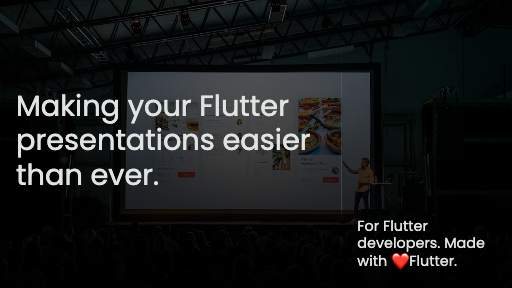 Making your Flutter
presentations easier
than ever.
For Flutter
developers. Made
with ❤️Flutter.